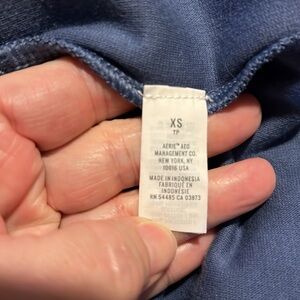 XS
TP
AERIE™ AEO
MANAGEMENT CO.
NEW YORK, NY
10016 USA
MADE IN INDONESIA
FABRIQUÉ EN
INDONÉSIE
RN 54485 CA 03873